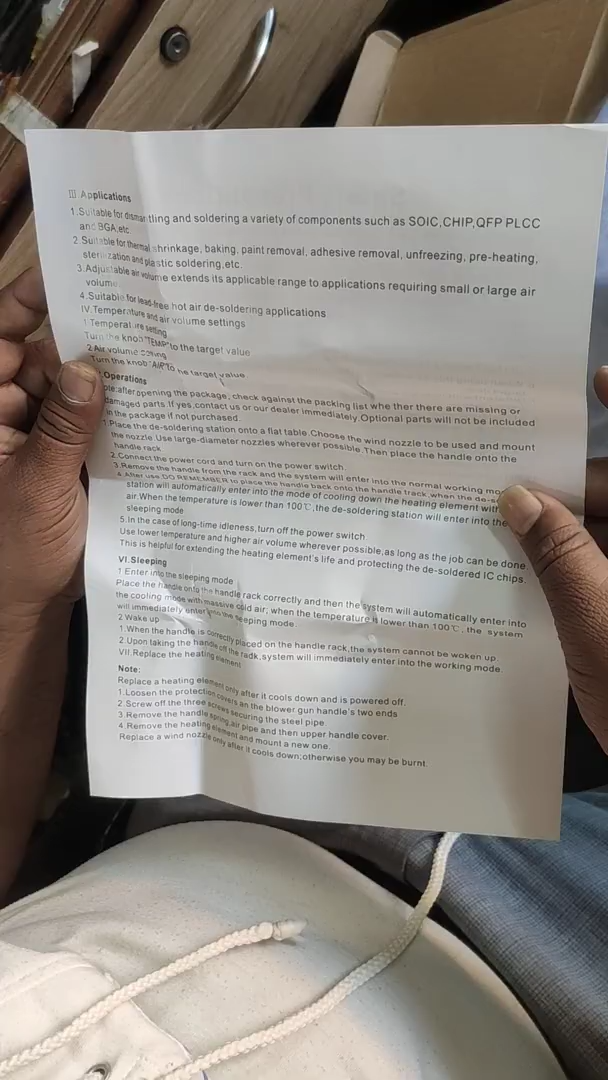 III.Applications
1.Suitable for dismantling and soldering a variety of components such as SOIC,CHIP,QFP PLCC
and BGA,etc
2.Suitable for thermal shrinkage, baking, paint removal, adhesive removal, unfreezing, pre-heating,
sterilization and plastic soldering,etc.
3.Adjustable air volume extends its applicable range to applications requiring small or large air
volume.
4.Suitable for lead-free hot air de-soldering applications
IV.Temperature and air volume settings
1.Temperature setting
Turn the knob"TEMP"to the target value
2.Air volume setting
Turn the knob"AIR"to the target value.
Operations
after opening the package, check against the packing list whe ther there are missing or
damaged parts If yes,contact us or our dealer immediately.Optional parts will not be included
in the package if not purchased
1.Place the de-soldering station onto a flat table.Choose the wind nozzle to be used and mount
the nozzle Use large-diameter nozzles wherever possible.Then place the handle onto the
handle rack
2.Connect the power cord and turn on the power switch
3.Remove the handle from the rack and the system will enter into the normal working
4.After use DO REMEMBER to place the handle back onto the handle track, when the
station will automatically enter into the mode of cooling down the heating element with
air.When the temperature is lower than 100℃,the de-soldering station will enter into the
sleeping mode
5.In the case of long-time idleness,turn off the power switch
Use lower temperature and higher air volume wherever possible,as long as the job can be done.
This is helpful for extending the heating element's life and protecting the de-soldered IC chips.
VI.Sleeping
1 Enter into the sleeping mode
Place the handle onto the handle rack correctly and then the system will automatically enter into
the cooling mode with massive cold air; when the temperature is lower than 100℃, the system
will immediately enter into the seeping mode.
2 Wake up
1.When the handle is correctly placed on the handle rack,the system cannot be woken up
2.Upon taking the handle off the radk,system will immediately enter into the working mode.
VII.Replace the heating element
Note:
Replace a heating element only after it cools down and is powered off.
1.Loosen the protection covers an the blower gun handle's two ends
2.Screw off the three screws securing the steel pipe.
3.Remove the handle spring,air pipe and then upper handle cover.
4.Remove the heating element and mount a new one.
Replace a wind nozzle only after it cools down;otherwise you may be burnt.